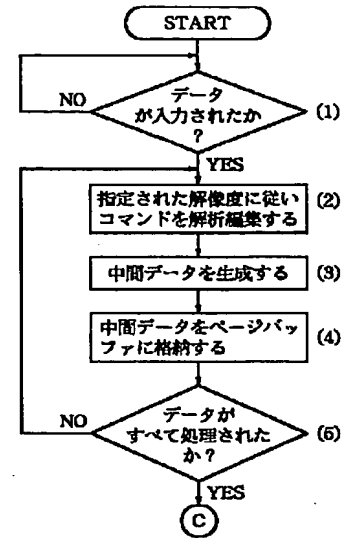 START
データ
が入力されたか
?
NO
(1)
YES
指定された解像度に従い
コマンドを解析編集する
(2)
中間データを生成する
(3)
中間データをページバッ
ファに格納する
(4)
データが
すべて処理された
か?
NO
(5)
YES
C